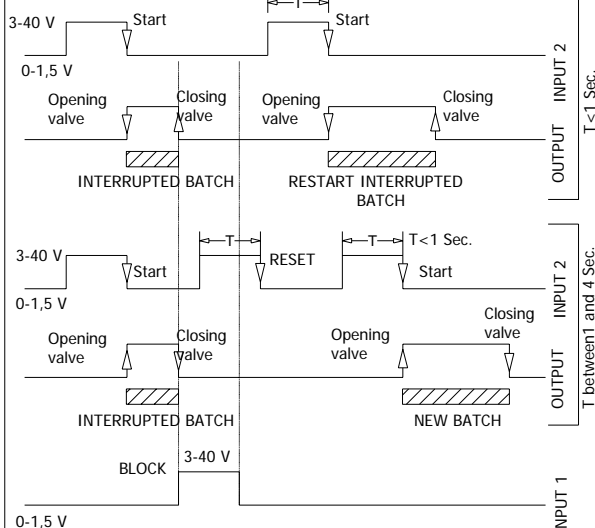 T
3-40 V
Start
Start
0-1,5 V
INPUT 2
Opening
valve
Closing
valve
Opening
valve
Closing
valve
OUTPUT
T<1 Sec.
INTERRUPTED BATCH
RESTART INTERRUPTED
BATCH
T
T
T<1 Sec.
3-40 V
RESET
Start
Start
0-1,5 V
INPUT 2
Opening
valve
Closing
valve
Opening
valve
Closing
valve
OUTPUT
T between1 and 4 Sec.
INTERRUPTED BATCH
NEW BATCH
BLOCK
3-40 V
0-1,5 V
NPUT 1